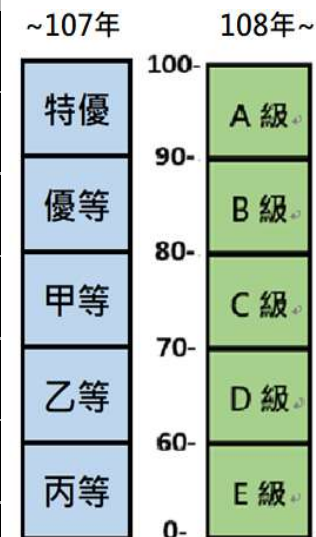 ~107年 108年~
100-
特優 A 級
90-
優等 B 級
80-
甲等 C 級
70-
乙等 D 級
60-
丙等 E 級
0-